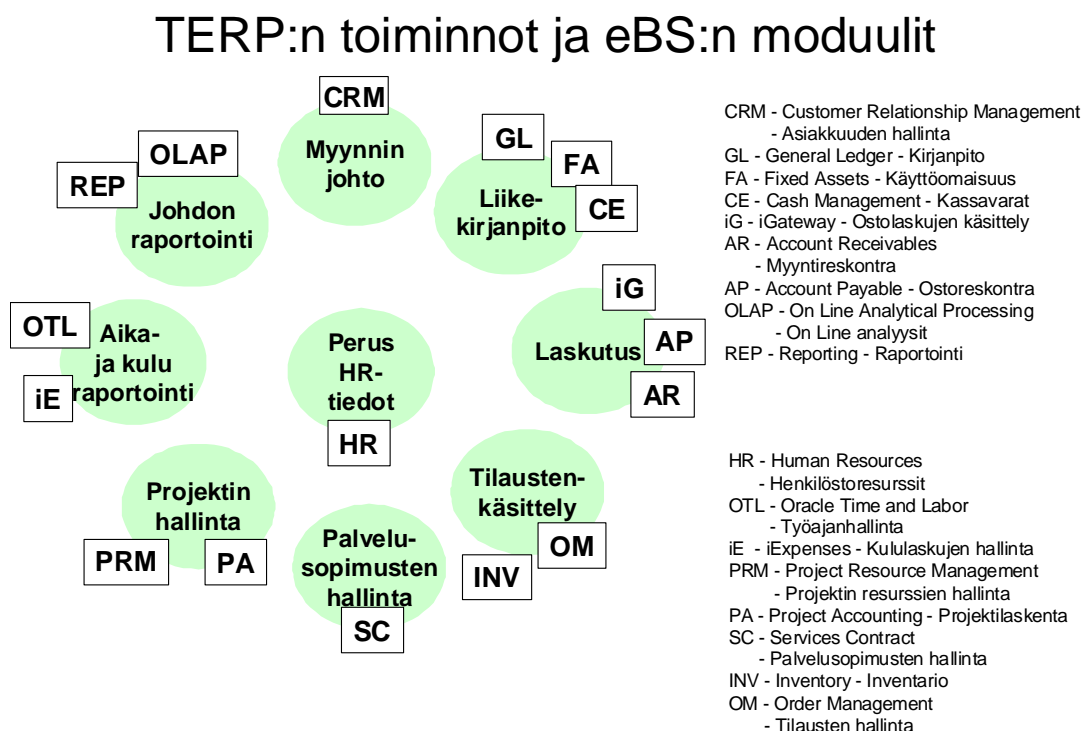 TERP:n toiminnot ja eBS:n moduulit
CRM
Myynnin
johto
OLAP
REP
Johdon
raportointi
GL
FA
CE
Liike-
kirjanpito
OTL
iE
Aika-
ja kulu
raportointi
Perus
HR-
tiedot
HR
iG
AP
AR
Laskutus
Projektin
hallinta
PRM
PA
Palvelu-
sopimusten
hallinta
SC
Tilausten-
käsittely
OM
INV
CRM - Customer Relationship Management
- Asiakkuuden hallinta
GL - General Ledger - Kirjanpito
FA - Fixed Assets - Käyttöomaisuus
CE - Cash Management - Kassavarat
iG - iGateway - Ostolaskujen käsittely
AR - Account Receivables
- Myyntireskontra
AP - Account Payable - Ostoreskontra
OLAP - On Line Analytical Processing
- On Line analyysit
REP - Reporting - Raportointi
HR - Human Resources
- Henkilöstoresurssit
OTL - Oracle Time and Labor
- Työajanhallinta
iE - iExpenses - Kululaskujen hallinta
PRM - Project Resource Management
- Projektin resurssien hallinta
PA - Project Accounting - Projektilaskenta
SC - Services Contract
- Palvelusopimusten hallinta
INV - Inventory - Inventario
OM - Order Management
- Tilausten hallinta